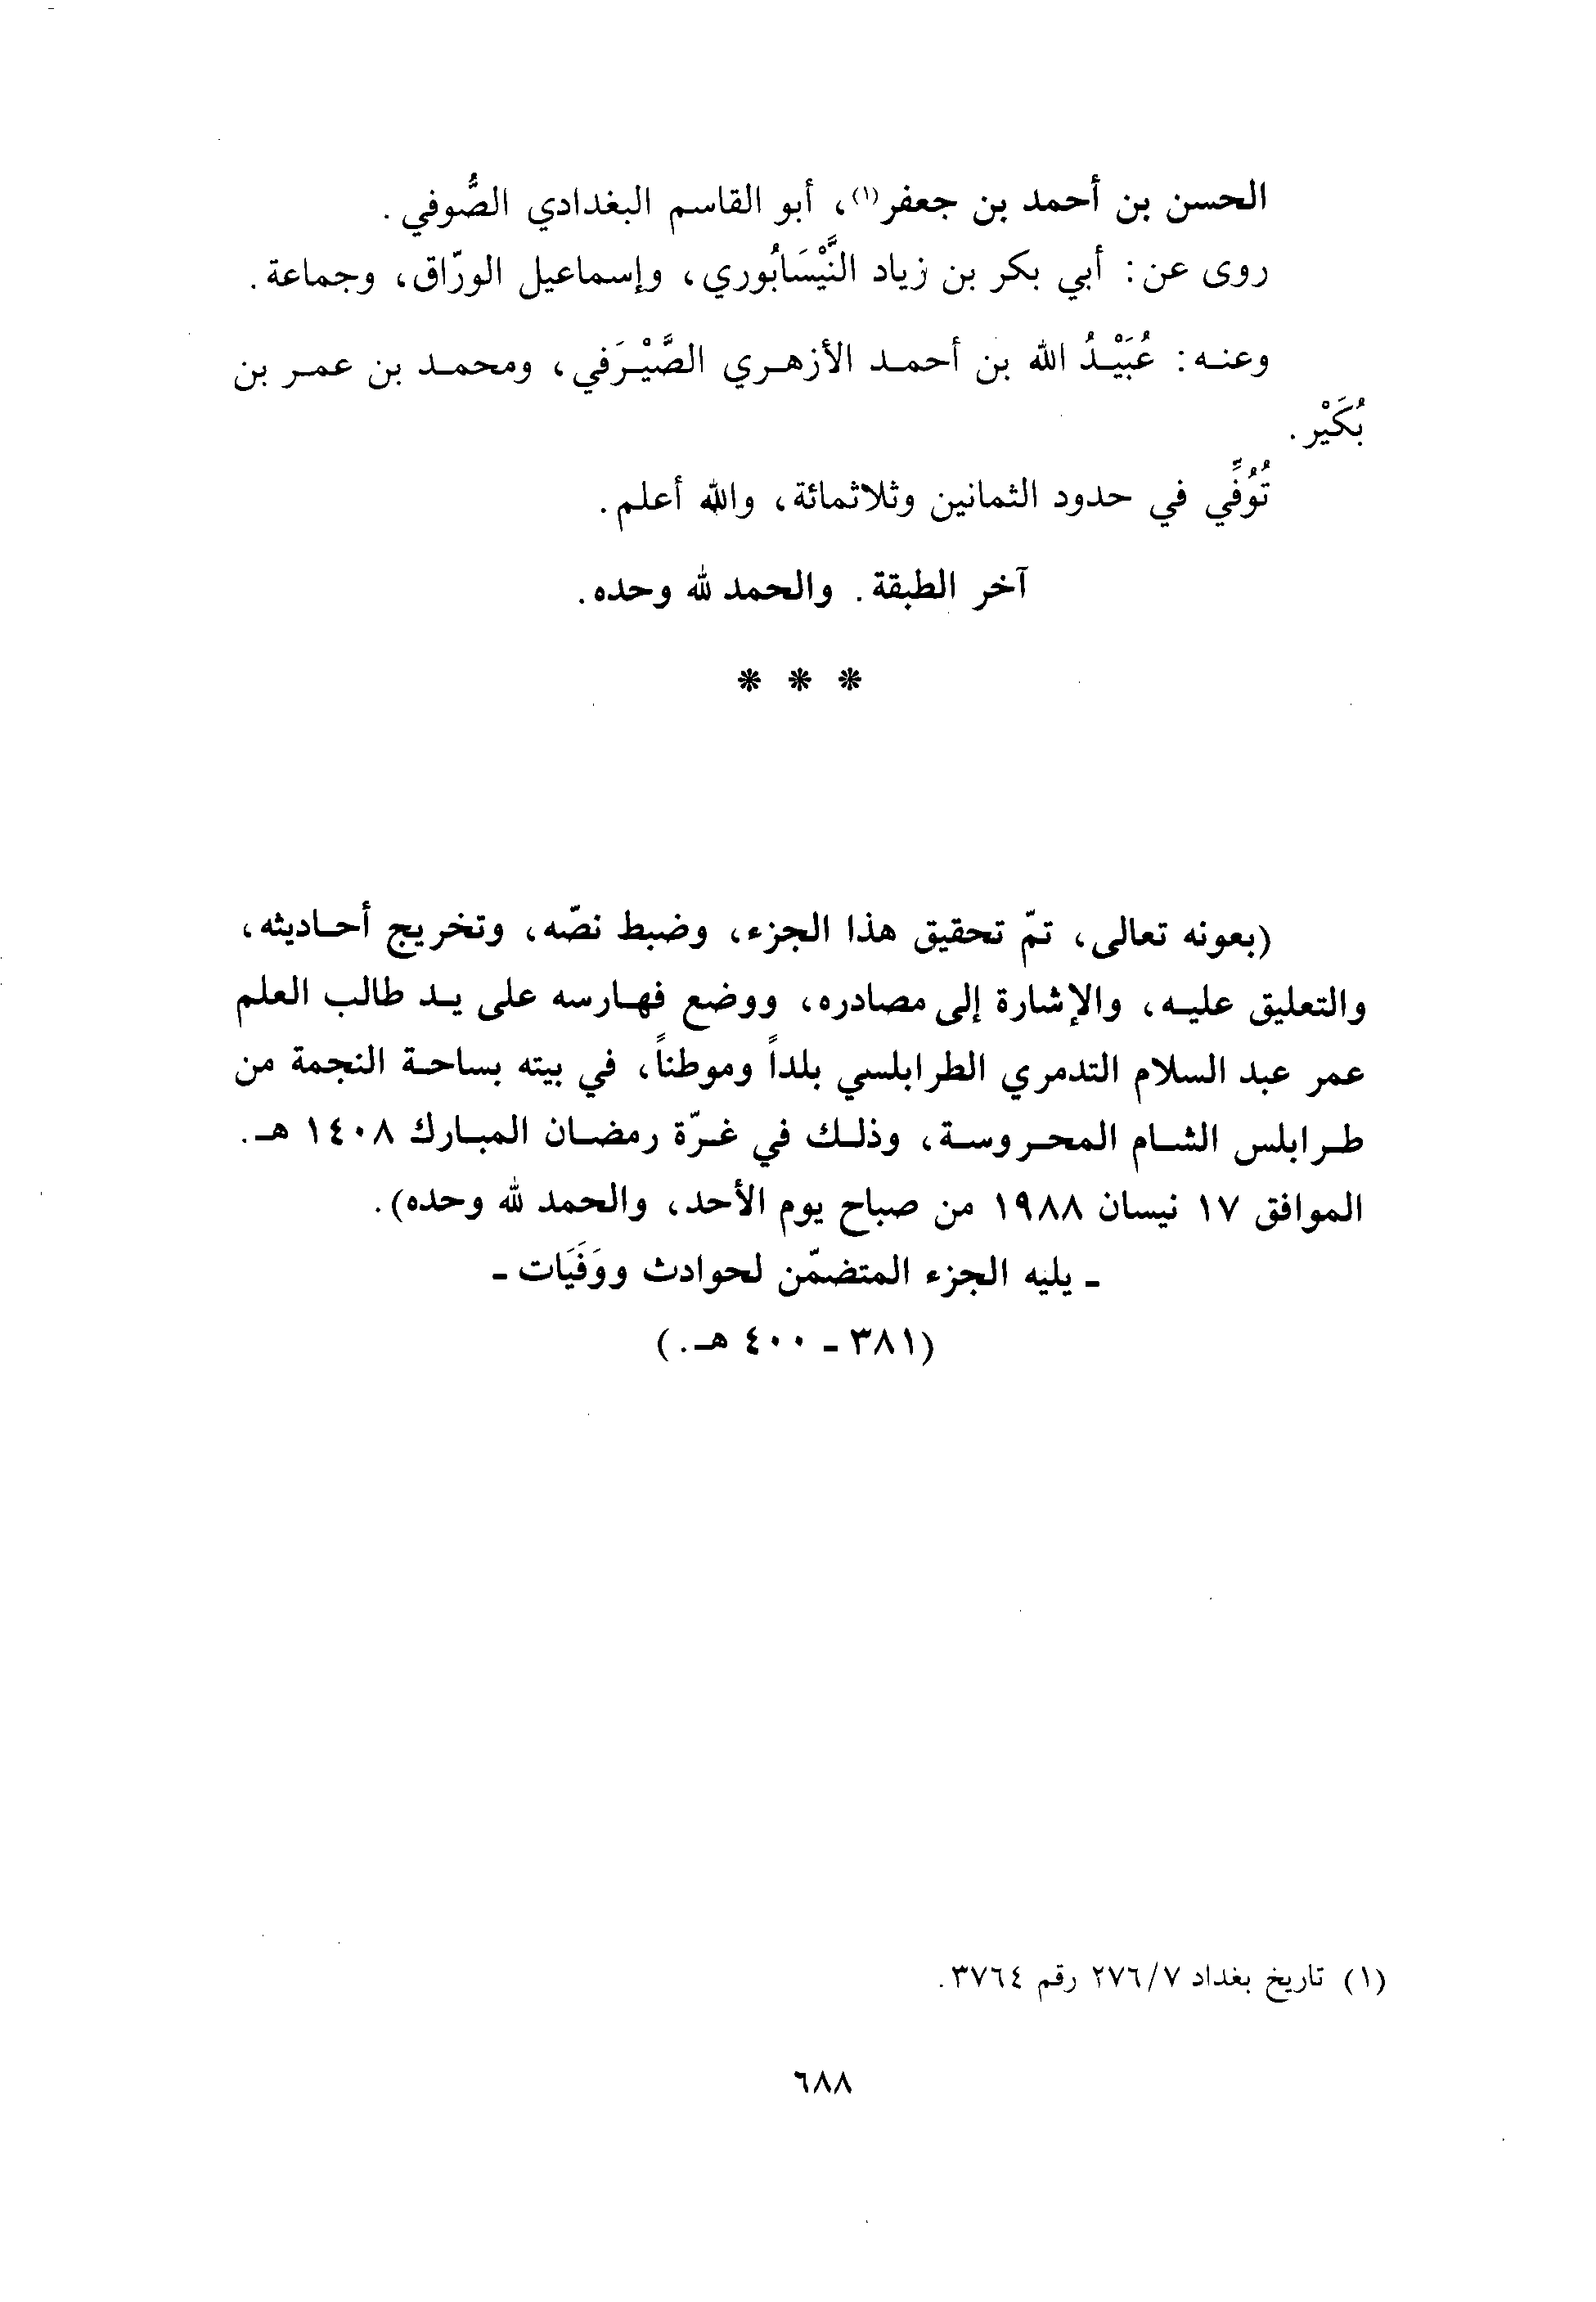 الحسن بن أحمد بن جعفر(١)، أبو القاسم البغدادي الصُّوفي.
روى عن: أبي بكر بن زياد النَّيْسَابُوري، وإسماعيل الورّاق، وجماعة.
وعنه: عُبَيْدُ الله بن أحمد الأزهري الصَّيْرَفي، ومحمد بن عمر بن
بُكَيْر.
تُوُفّي في حدود الثمانين وثلاثمائة، والله أعلم.
آخر الطبقة. والحمد لله وحده.
* * *
(بعونه تعالى، تمّ تحقيق هذا الجزء، وضبط نصّه، وتخريج أحاديثه،
والتعليق عليه، والإشارة إلى مصادره، ووضع فهارسه على يد طالب العلم
عمر عبد السلام التدمري الطرابلسي بلداً وموطناً، في بيته بساحة النجمة من
طرابلس الشام المحروسة، وذلك في غرّة رمضان المبارك ١٤٠٨ هـ.
الموافق ١٧ نيسان ١٩٨٨ من صباح يوم الأحد، والحمد لله وحده).
- يليه الجزء المتضمّن لحوادث ووَفَيَات -
(٣٨١ - ٤٠٠ هـ.)
(١) تاريخ بغداد ٢٧٦/٧ رقم ٣٧٦٤.
٦٨٨